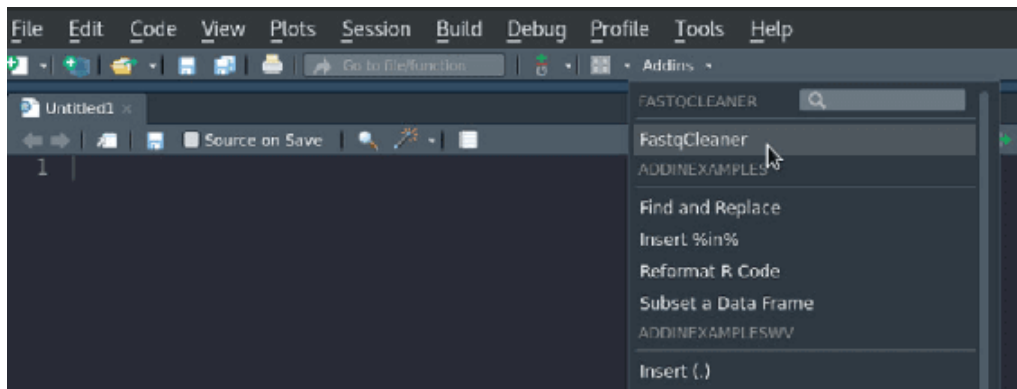 File Edit Code View Plots Session Build Debug Profile Tools Help
Go to file/function Addins
Untitled1
FASTQCLEANER
Source on Save
FastqCleaner
1
ADDINEXAMPLES
Find and Replace
Insert %in%
Reformat R Code
Subset a Data Frame
ADDINEXAMPLESWV
Insert (.)